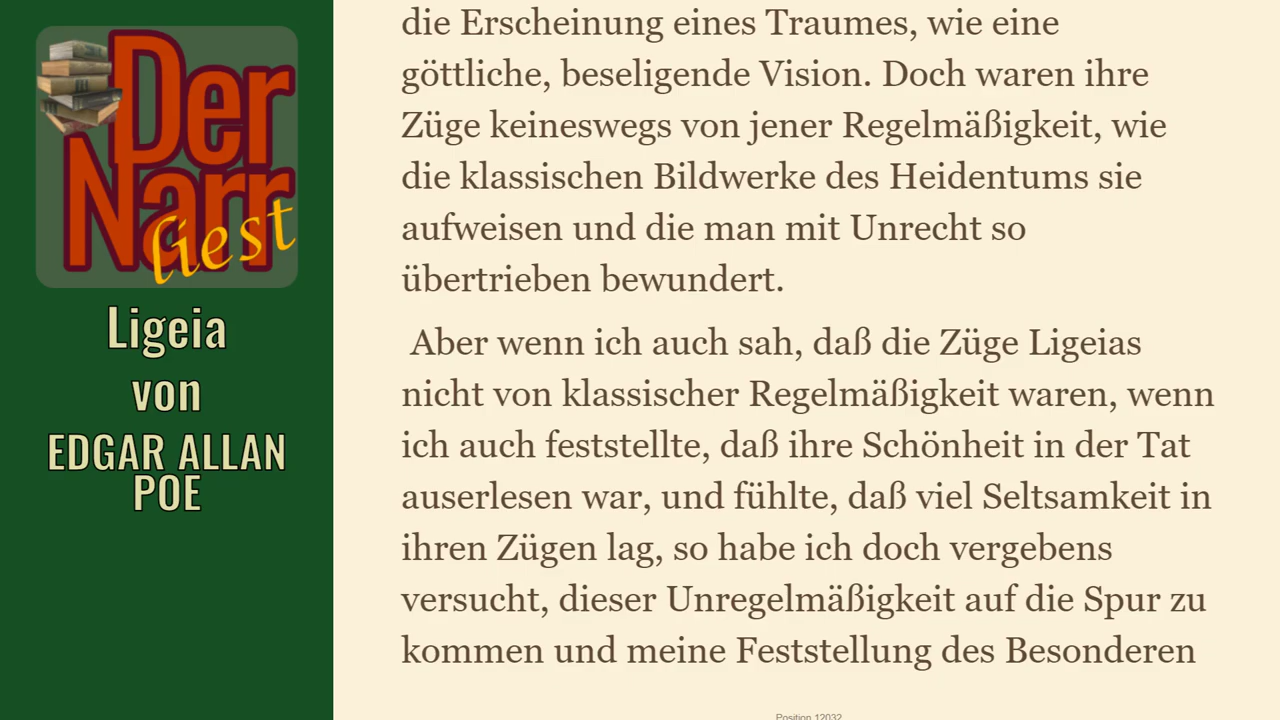 Der
Narr
liest
Ligeia
von
EDGAR ALLAN
POE
die Erscheinung eines Traumes, wie eine
göttliche, beseligende Vision. Doch waren ihre
Züge keineswegs von jener Regelmäßigkeit, wie
die klassischen Bildwerke des Heidentums sie
aufweisen und die man mit Unrecht so
übertrieben bewundert.
Aber wenn ich auch sah, daß die Züge Ligeias
nicht von klassischer Regelmäßigkeit waren, wenn
ich auch feststellte, daß ihre Schönheit in der Tat
auserlesen war, und fühlte, daß viel Seltsamkeit in
ihren Zügen lag, so habe ich doch vergebens
versucht, dieser Unregelmäßigkeit auf die Spur zu
kommen und meine Feststellung des Besonderen
Position 12032